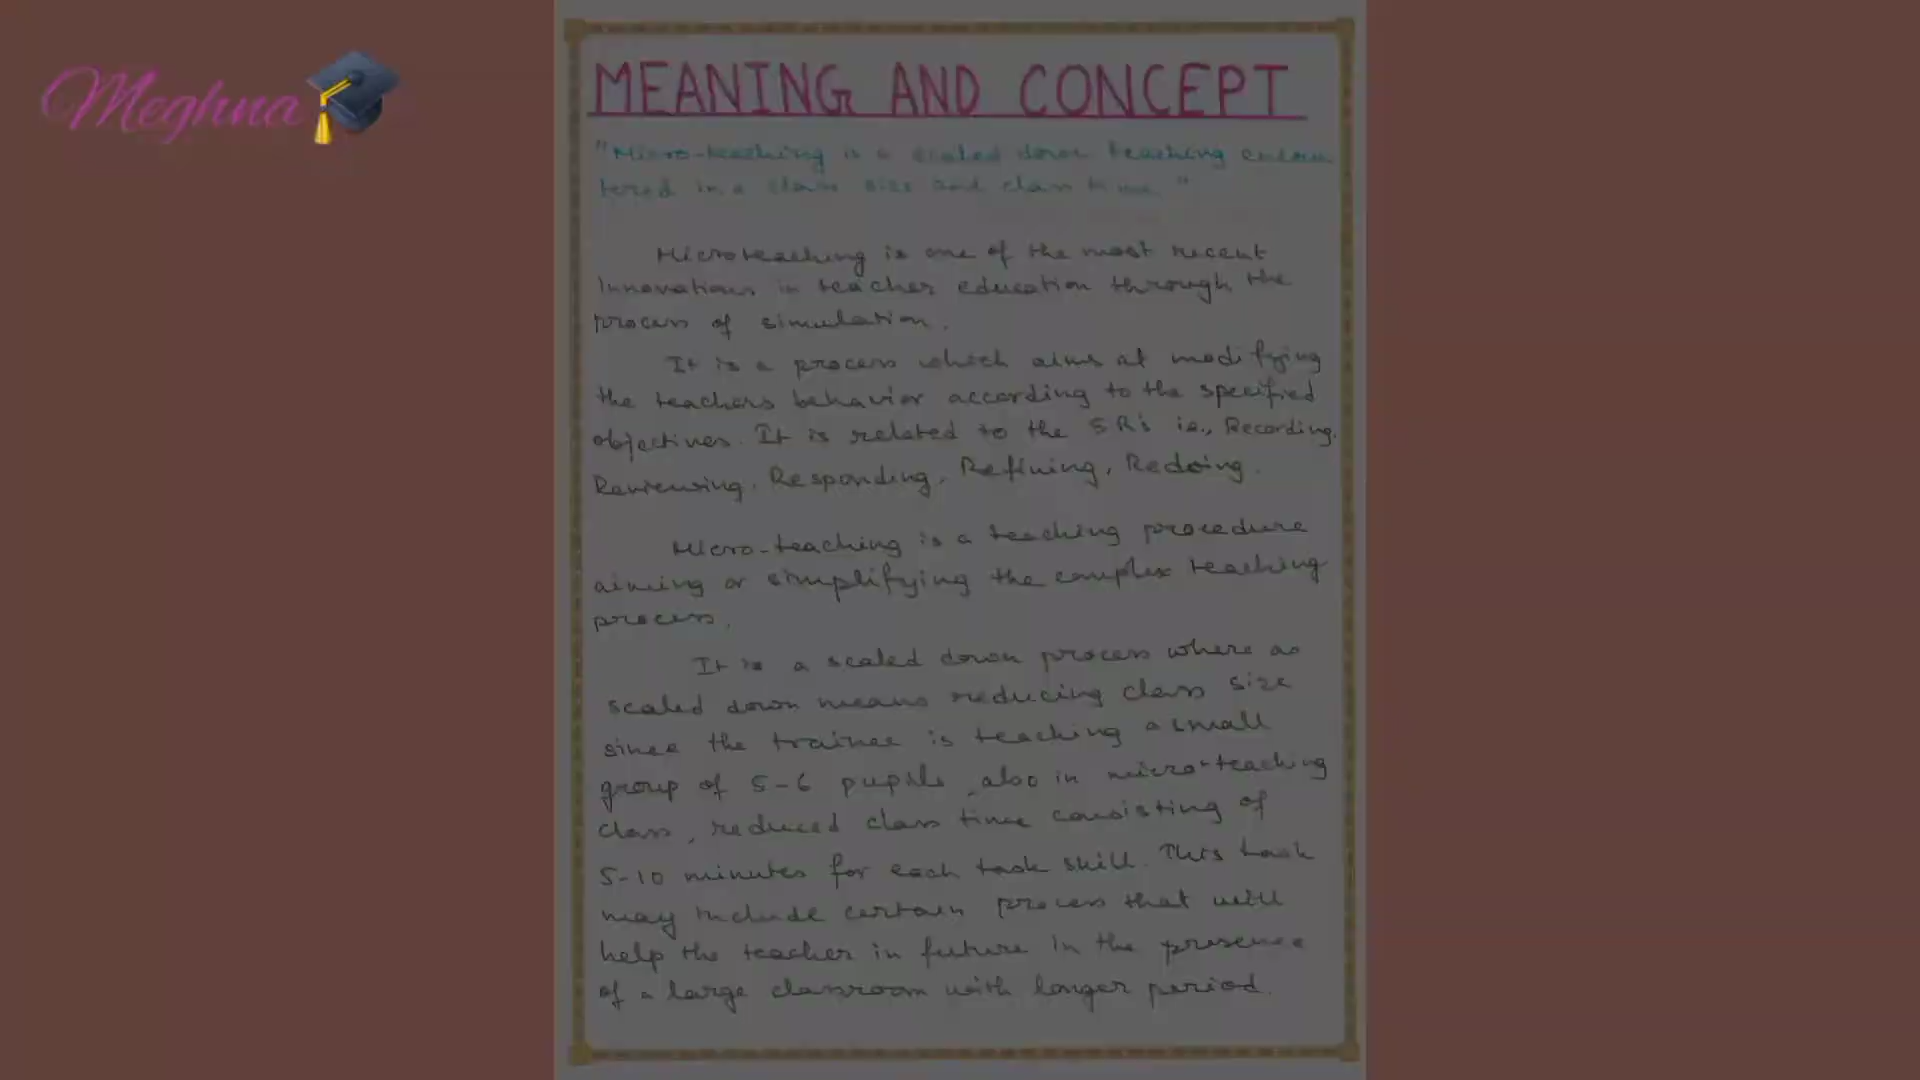 Meghna
MEANING AND CONCEPT
"Micro-teaching is a scaled down teaching encoun
tered in a class size and class time."
Microteaching is one of the most recent
Innovations in teacher education through the
process of simulation.
It is a process which aims at modifying
the teachers behavior according to the specified
objectives. It is related to the 5 R's i.e., Recording,
Reviewing, Responding, Refining, Redoing.
Micro-teaching is a teaching procedure
aiming or simplifying the complex teaching
process.
It is a scaled down process where as
scaled down means reducing class size
since the trainee is teaching a small
group of 5-6 pupils, also in micro-teaching
class, reduced class time consisting of
5-10 minutes for each task skill. This task
may include certain process that will
help the teacher in future in the presence
of a large classroom with longer period.